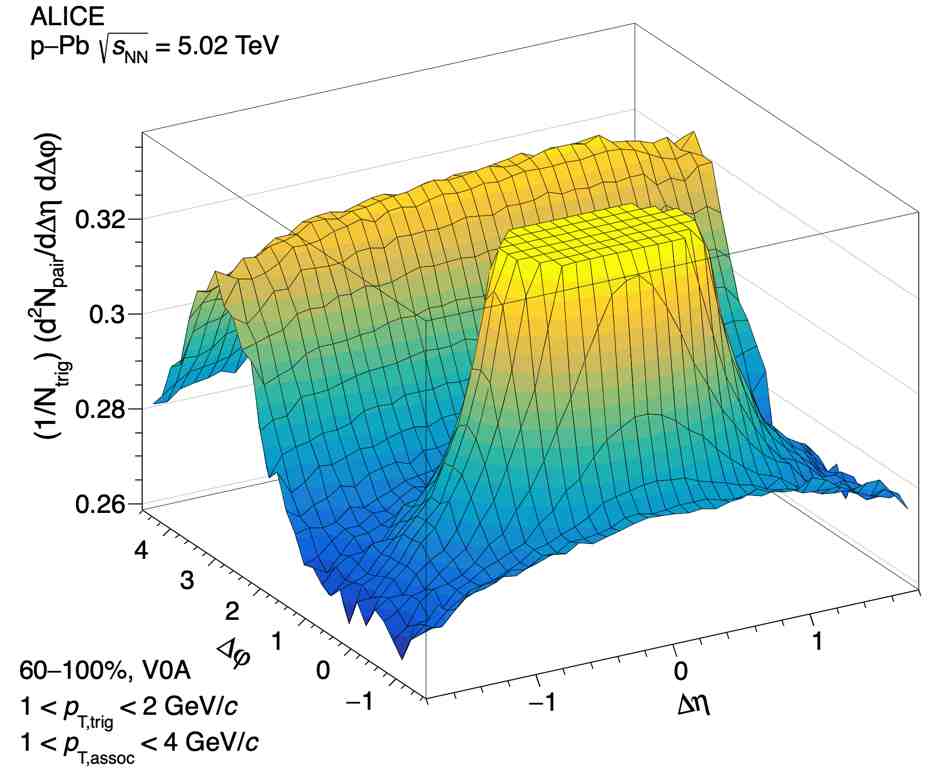 ALICE
p–Pb √s_NN = 5.02 TeV
(1/N_trig) (d²N_pair/dΔη dΔφ)
0.32
0.3
0.28
0.26
4
3
2
1
0
−1
Δφ
−1
0
1
Δη
60–100%, V0A
1 < p_T,trig < 2 GeV/c
1 < p_T,assoc < 4 GeV/c